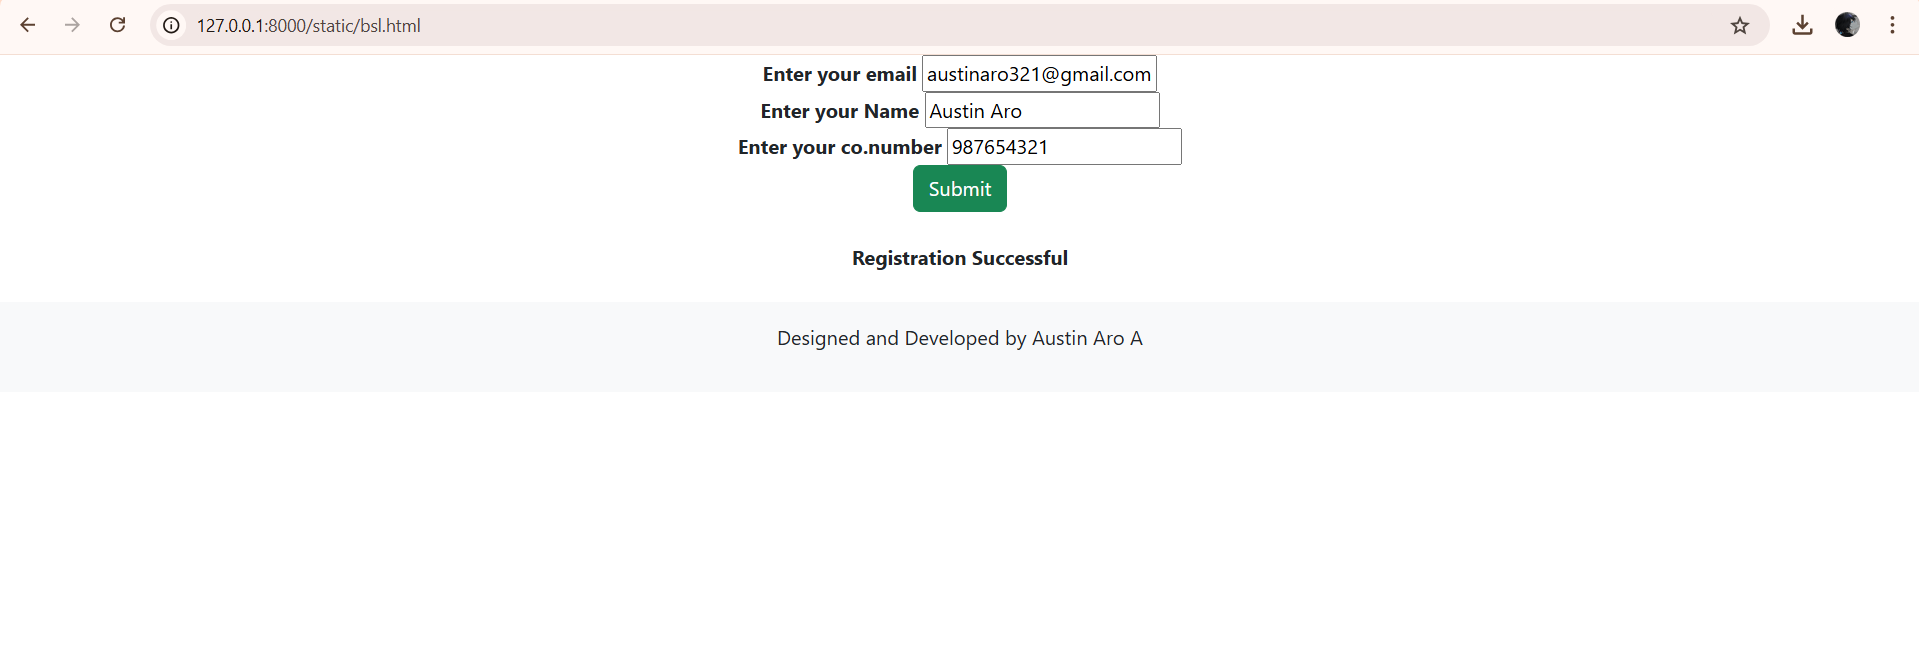 127.0.0.1:8000/static/bsl.html
Enter your email austinaro321@gmail.com
Enter your Name Austin Aro
Enter your co.number 987654321
Submit
Registration Successful
Designed and Developed by Austin Aro A